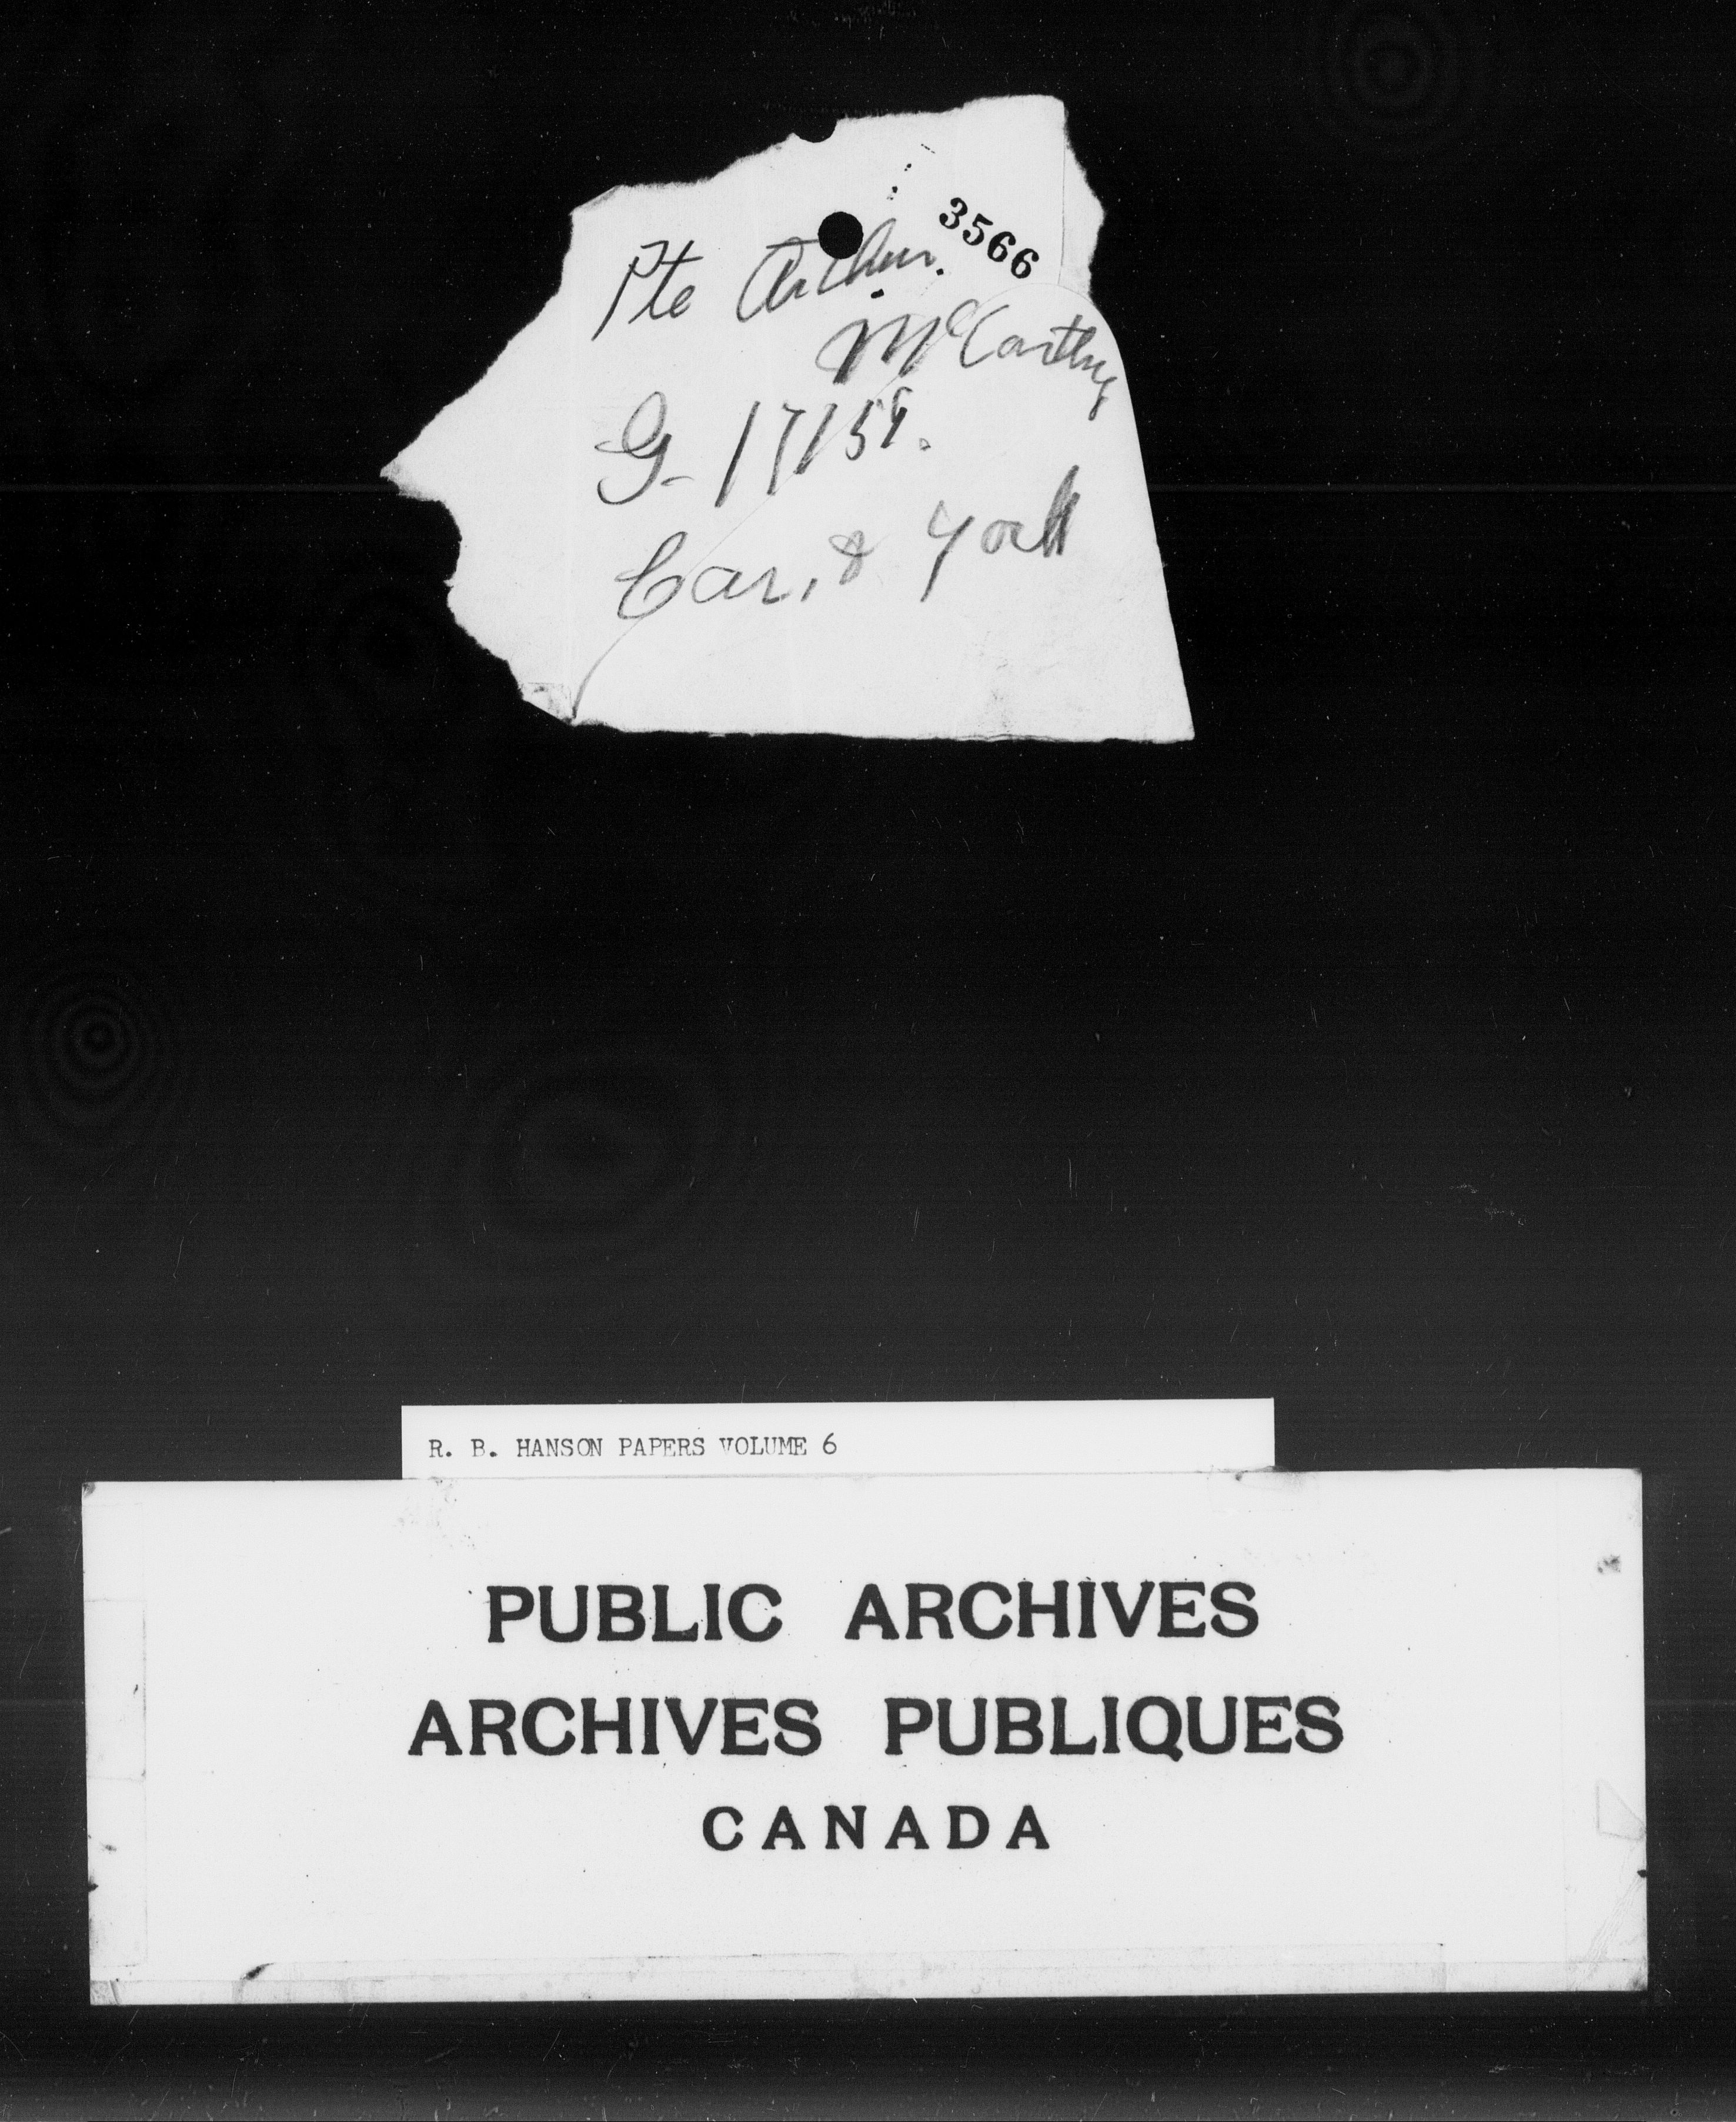 3566
Pte Arthur.
McCarthy
G-17159.
Car, & York
R. B. HANSON PAPERS VOLUME 6
PUBLIC ARCHIVES
ARCHIVES PUBLIQUES
CANADA